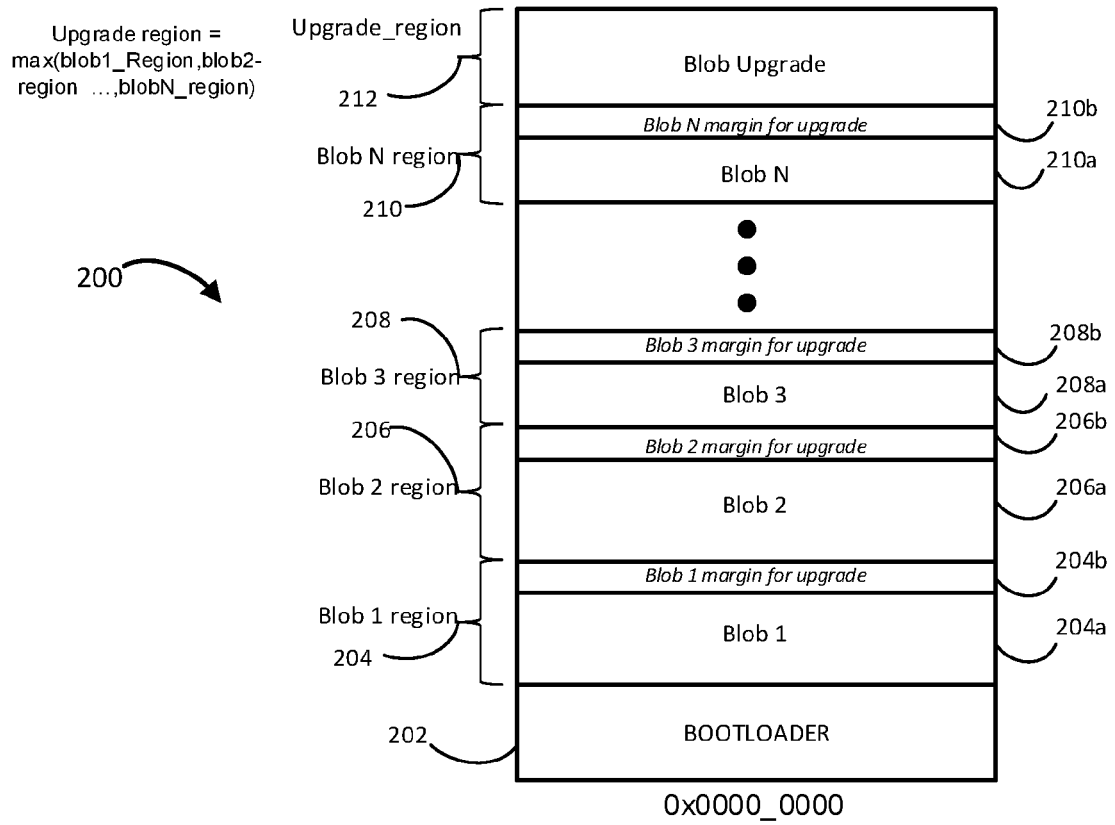 Upgrade region =
max(blob1_Region,blob2-
region ...,blobN_region)
Upgrade_region
212
Blob Upgrade
Blob N margin for upgrade
210b
Blob N region
210
Blob N
210a
200
208
Blob 3 margin for upgrade
208b
Blob 3 region
Blob 3
208a
206
Blob 2 margin for upgrade
206b
Blob 2 region
Blob 2
206a
Blob 1 margin for upgrade
204b
Blob 1 region
204
Blob 1
204a
202
BOOTLOADER
0x0000_0000